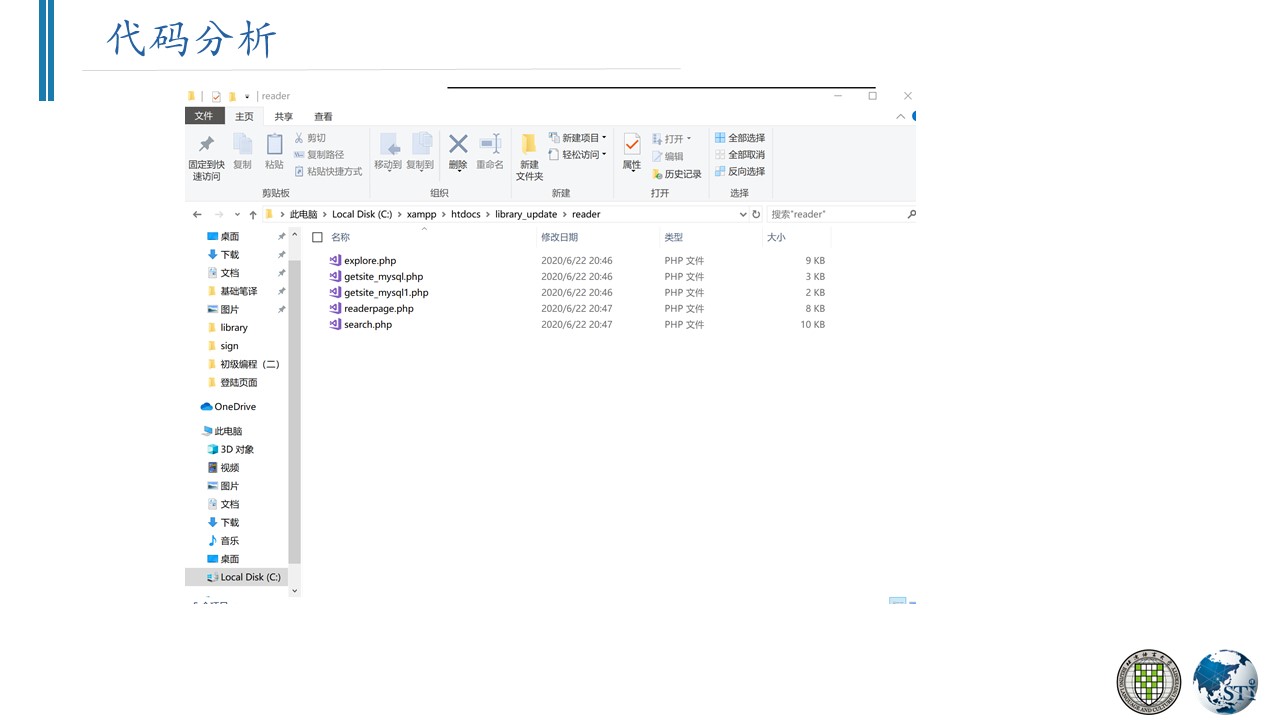 代码分析
reader
文件 主页 共享 查看
固定到快速访问 复制 粘贴 剪切 复制路径 粘贴快捷方式 移动到 复制到 删除 重命名 新建文件夹 新建项目 轻松访问 属性 打开 编辑 历史记录 全部选择 全部取消 反向选择
剪贴板 组织 新建 打开 选择
此电脑 Local Disk (C:) xampp htdocs library_update reader 搜索"reader"
名称 修改日期 类型 大小
explore.php 2020/6/22 20:46 PHP 文件 9 KB
getsite_mysql.php 2020/6/22 20:46 PHP 文件 3 KB
getsite_mysql1.php 2020/6/22 20:46 PHP 文件 2 KB
readerpage.php 2020/6/22 20:47 PHP 文件 8 KB
search.php 2020/6/22 20:47 PHP 文件 10 KB
桌面
下载
文档
基础笔译
图片
library
sign
初级编程（二）
登陆页面
OneDrive
此电脑
3D 对象
视频
图片
文档
下载
音乐
桌面
Local Disk (C:)
STI